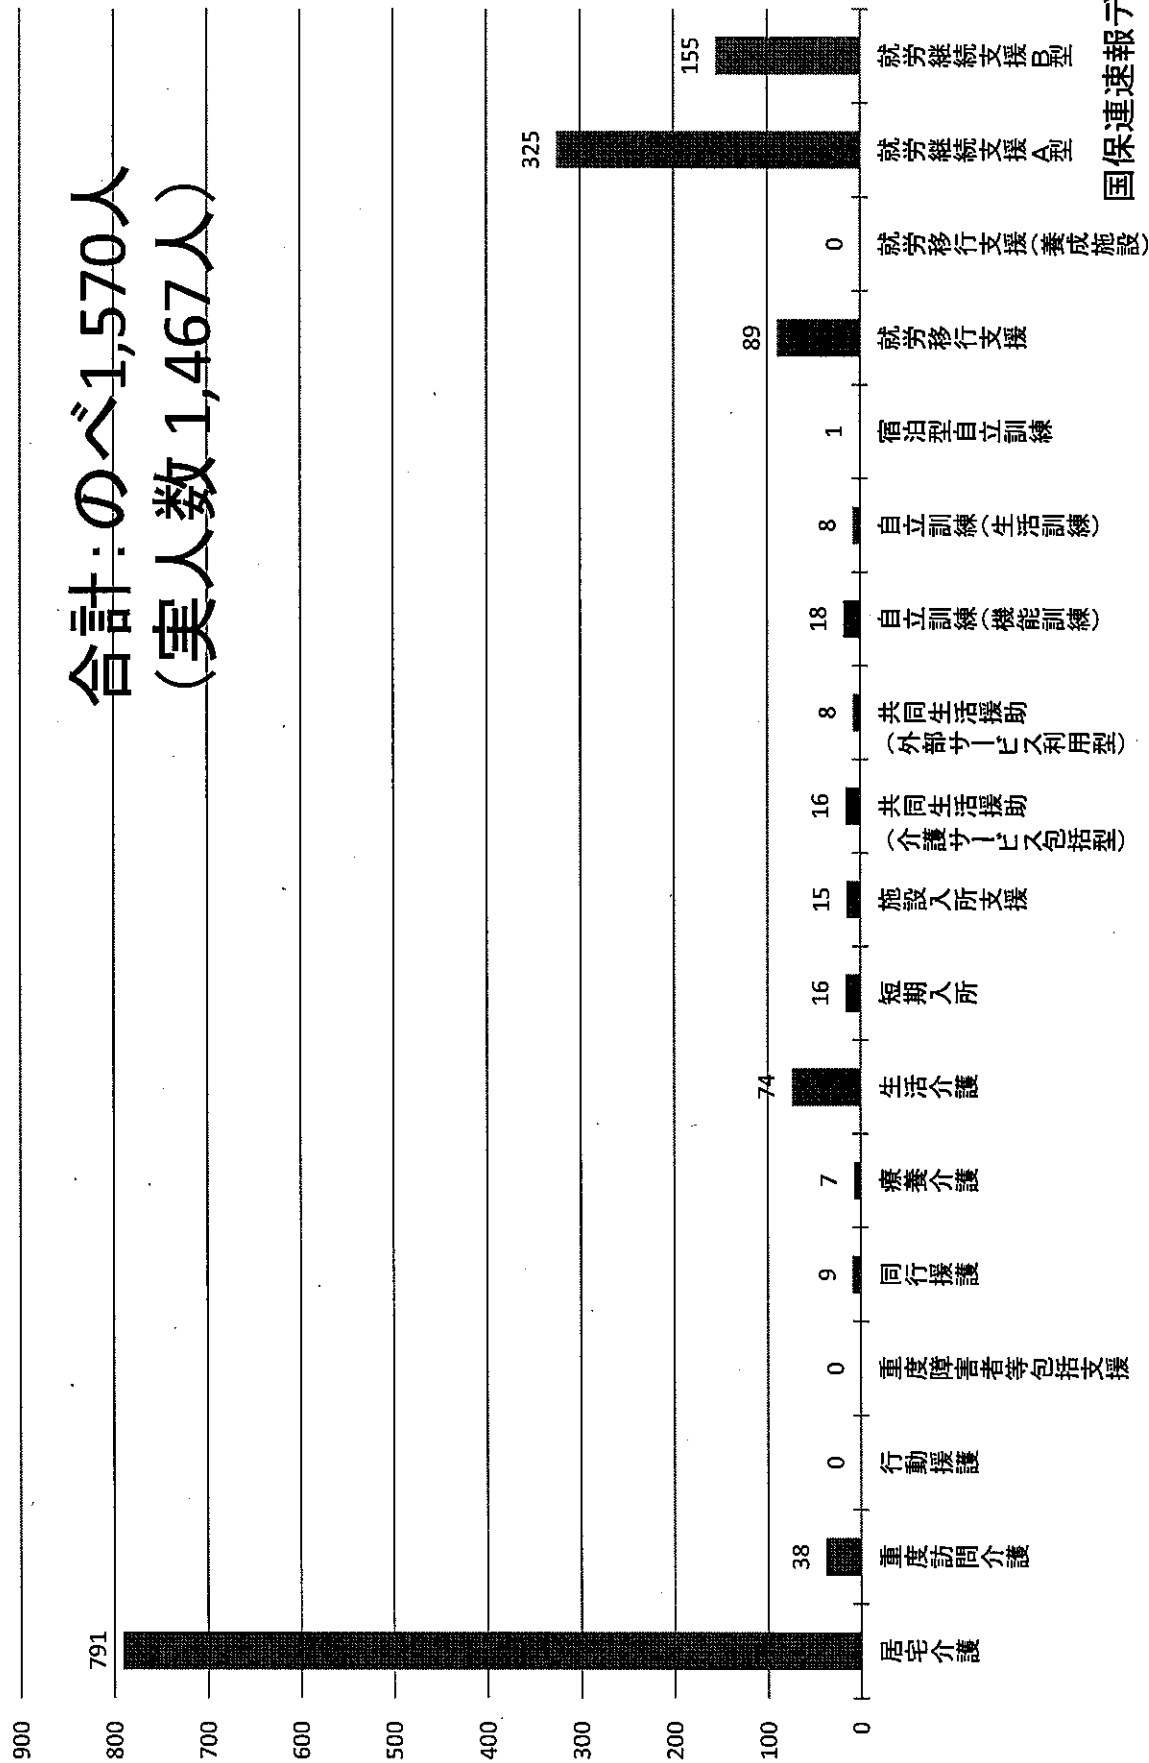 合計：のべ1,570人
（実人数 1,467人）
900
800
700
600
500
400
300
200
100
0
791
38
0
0
9
7
74
16
15
16
8
18
8
1
89
0
325
155
居宅介護
重度訪問介護
行動援護
重度障害者等包括支援
同行援護
療養介護
生活介護
短期入所
施設入所支援
共同生活援助
（介護サービス包括型）
共同生活援助
（外部サービス利用型）
自立訓練（機能訓練）
自立訓練（生活訓練）
宿泊型自立訓練
就労移行支援
就労移行支援（養成施設）
就労継続支援A型
就労継続支援B型
国保連速報デ